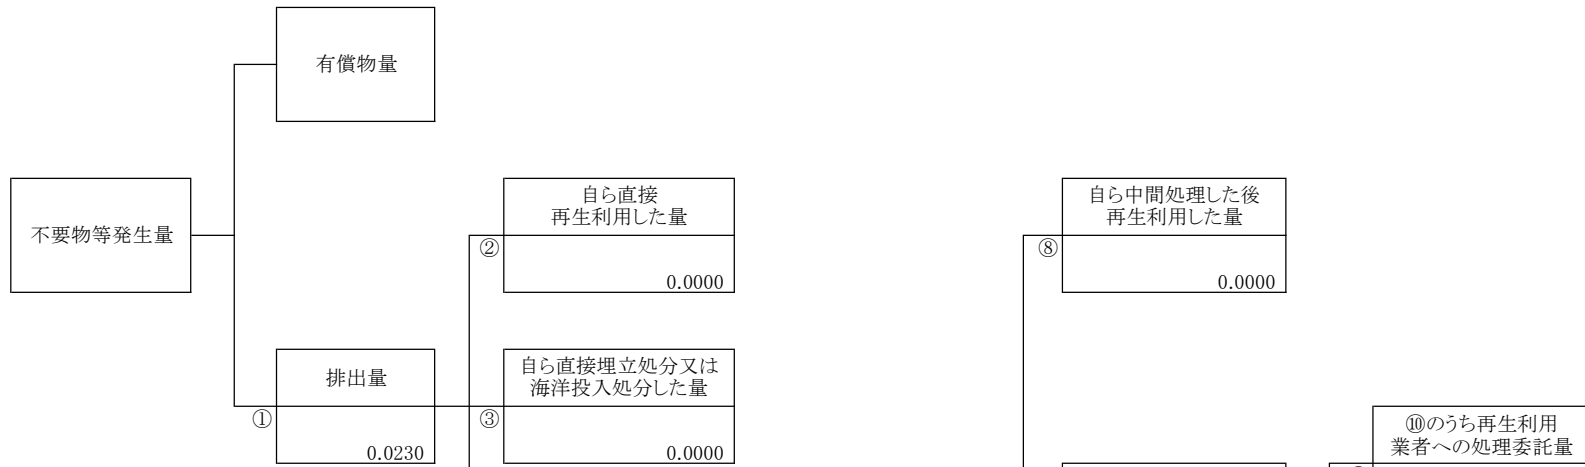 有償物量
不要物等発生量
自ら直接
再生利用した量
②
0.0000
自ら中間処理した後
再生利用した量
⑧
0.0000
排出量
①
0.0230
自ら直接埋立処分又は
海洋投入処分した量
③
0.0000
⑩のうち再生利用
業者への処理委託量